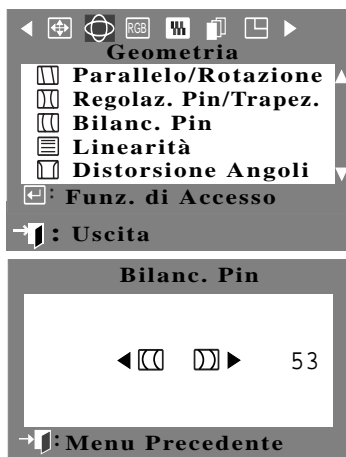 RGB
Geometria
Parallelo/Rotazione
Regolaz. Pin/Trapez.
Bilanc. Pin
Linearità
Distorsione Angoli
: Funz. di Accesso
: Uscita
Bilanc. Pin
53
:Menu Precedente